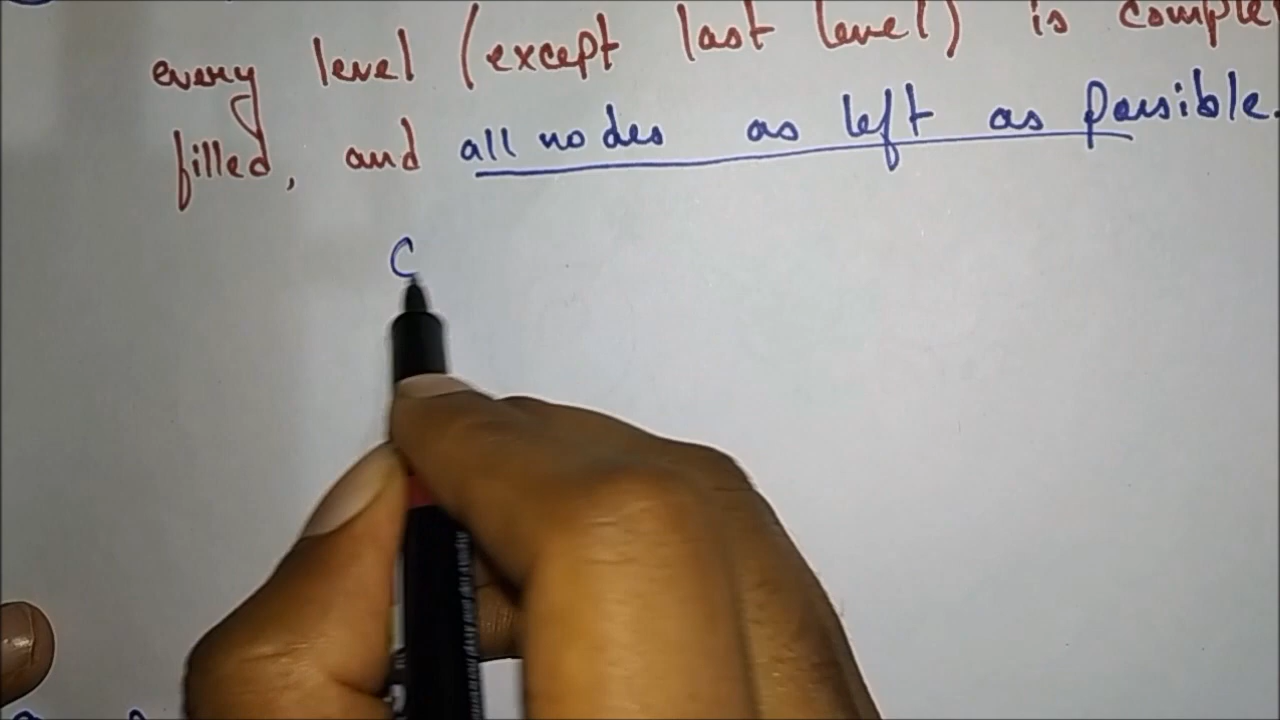 every level (except last level) is comple
filled, and all nodes as left as possible.
C